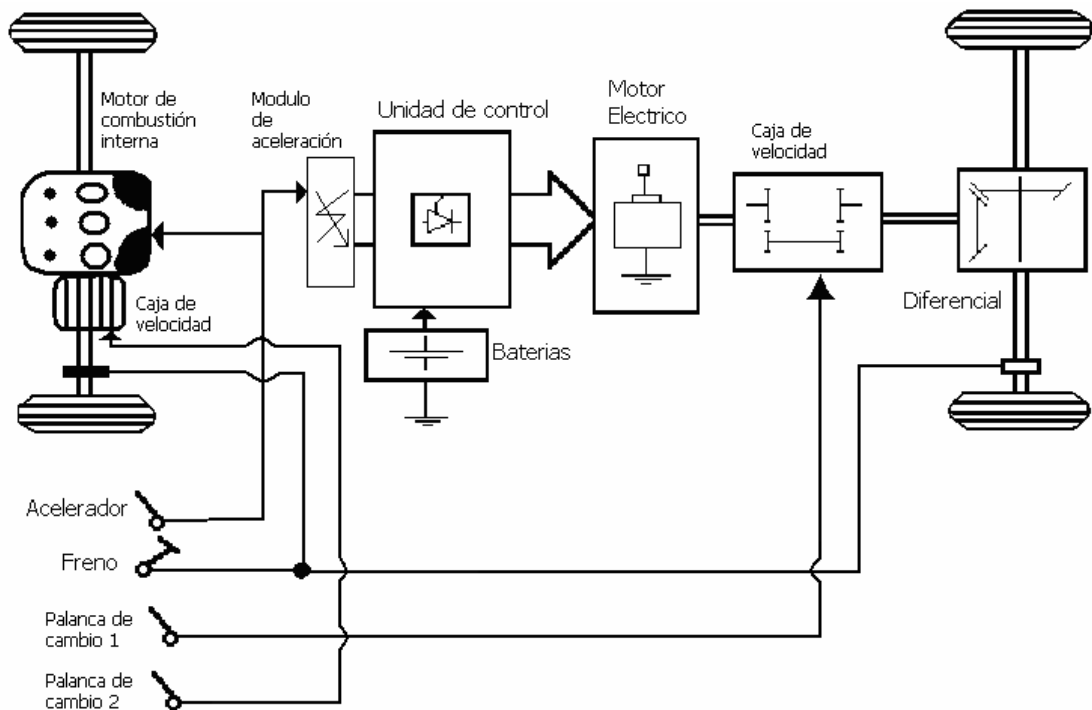 Motor de
combustión
interna
Modulo
de
aceleración
Unidad de control
Motor
Electrico
Caja de
velocidad
Diferencial
Caja de
velocidad
Baterias
Acelerador
Freno
Palanca de
cambio 1
Palanca de
cambio 2